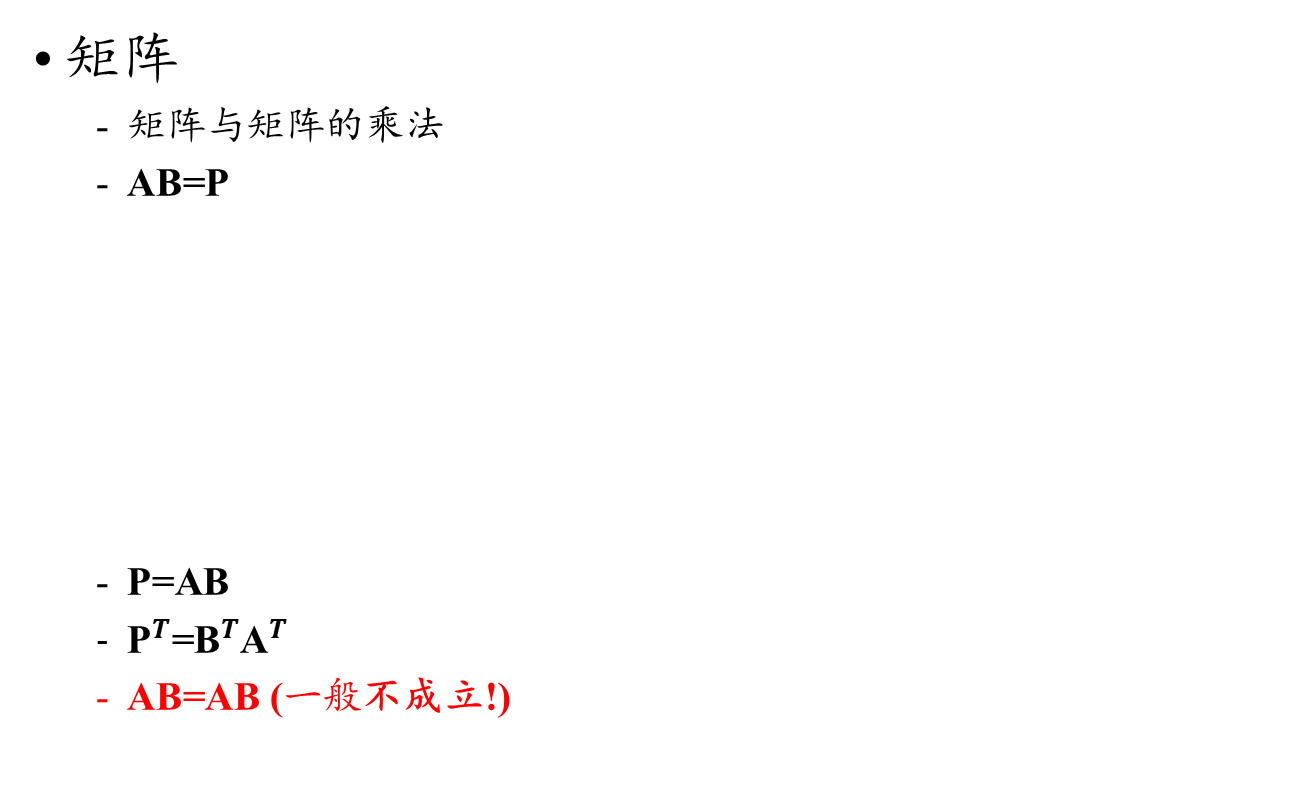 • 矩阵
- 矩阵与矩阵的乘法
- AB=P
- P=AB
- Pᵀ=BᵀAᵀ
- AB=AB (一般不成立!)